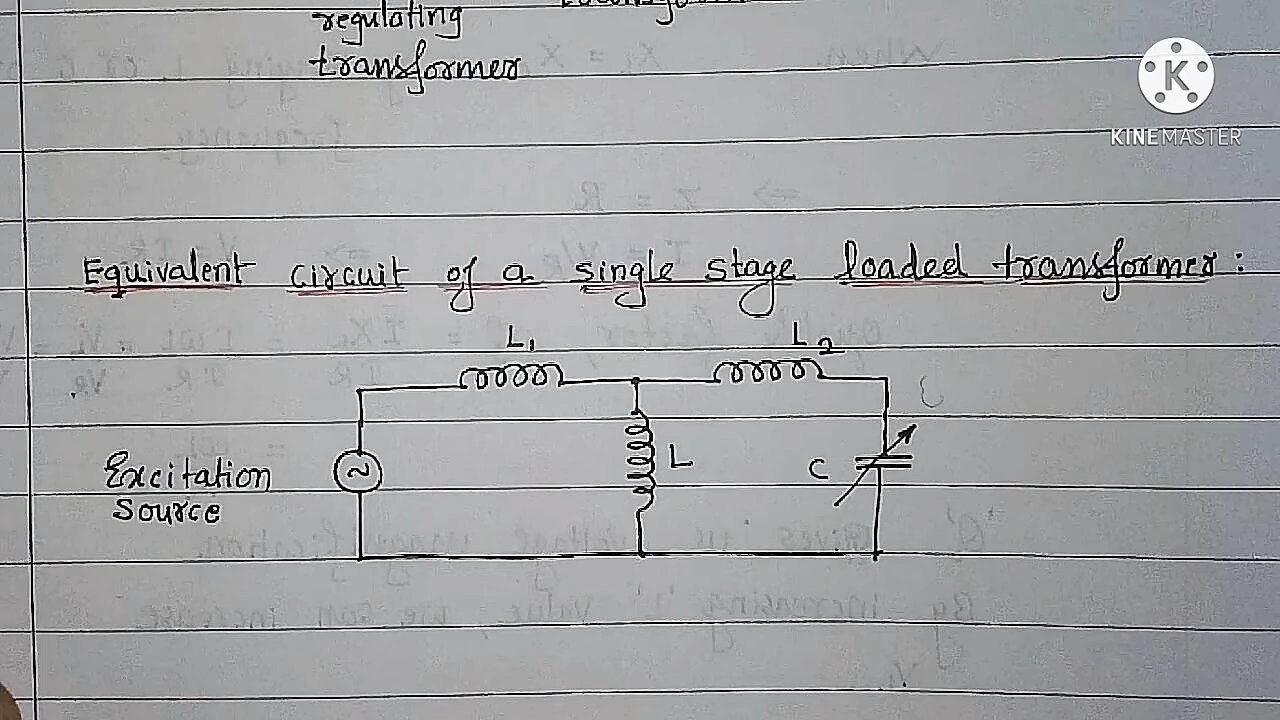 regulating
transformer
K
KINEMASTER
Equivalent circuit of a single stage loaded transformer:
L1
L2
Excitation
Source
~
L
C